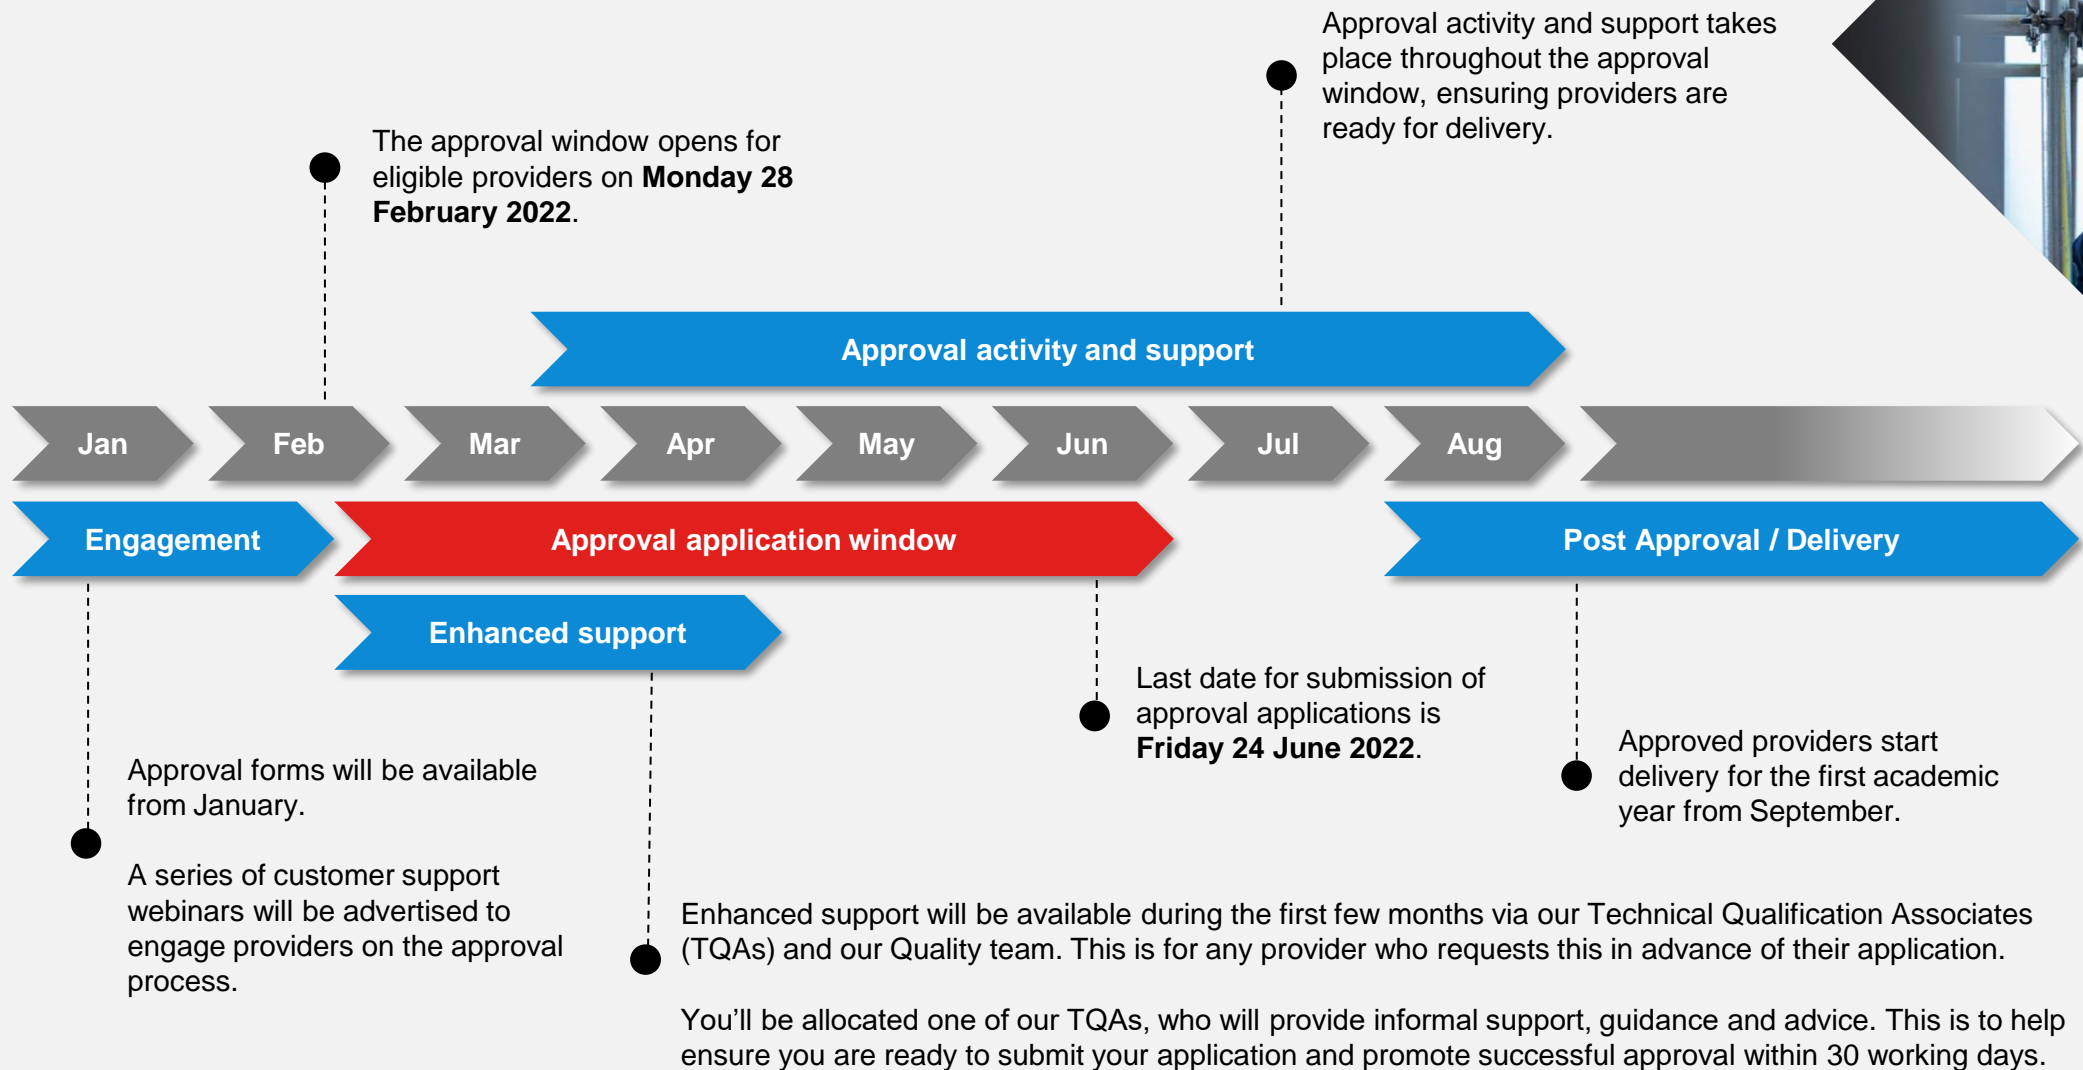 Approval activity and support takes
place throughout the approval
window, ensuring providers are
ready for delivery.
The approval window opens for
eligible providers on Monday 28
February 2022.
Approval activity and support
Jan
Feb
Mar
Apr
May
Jun
Jul
Aug
Engagement
Approval application window
Post Approval / Delivery
Enhanced support
Last date for submission of
approval applications is
Friday 24 June 2022.
Approved providers start
delivery for the first academic
year from September.
Approval forms will be available
from January.
A series of customer support
webinars will be advertised to
engage providers on the approval
process.
Enhanced support will be available during the first few months via our Technical Qualification Associates
(TQAs) and our Quality team. This is for any provider who requests this in advance of their application.
You’ll be allocated one of our TQAs, who will provide informal support, guidance and advice. This is to help
ensure you are ready to submit your application and promote successful approval within 30 working days.